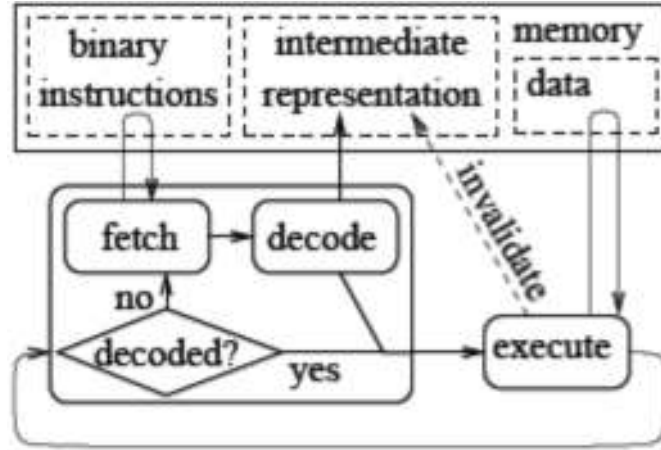 binary
instructions
intermediate
representation
memory
data
fetch
decode
invalidate
no
decoded?
yes
execute